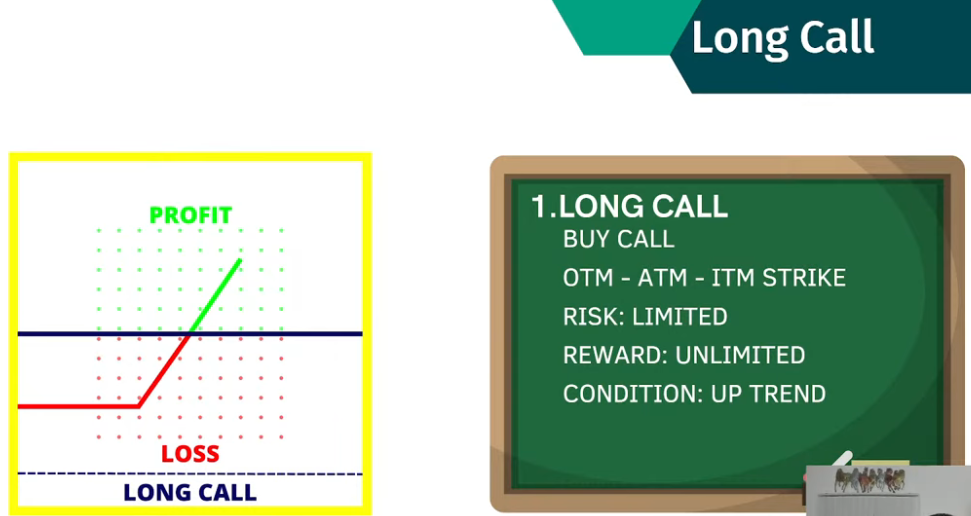 Long Call
PROFIT
LOSS
LONG CALL
1.LONG CALL
BUY CALL
OTM - ATM - ITM STRIKE
RISK: LIMITED
REWARD: UNLIMITED
CONDITION: UP TREND